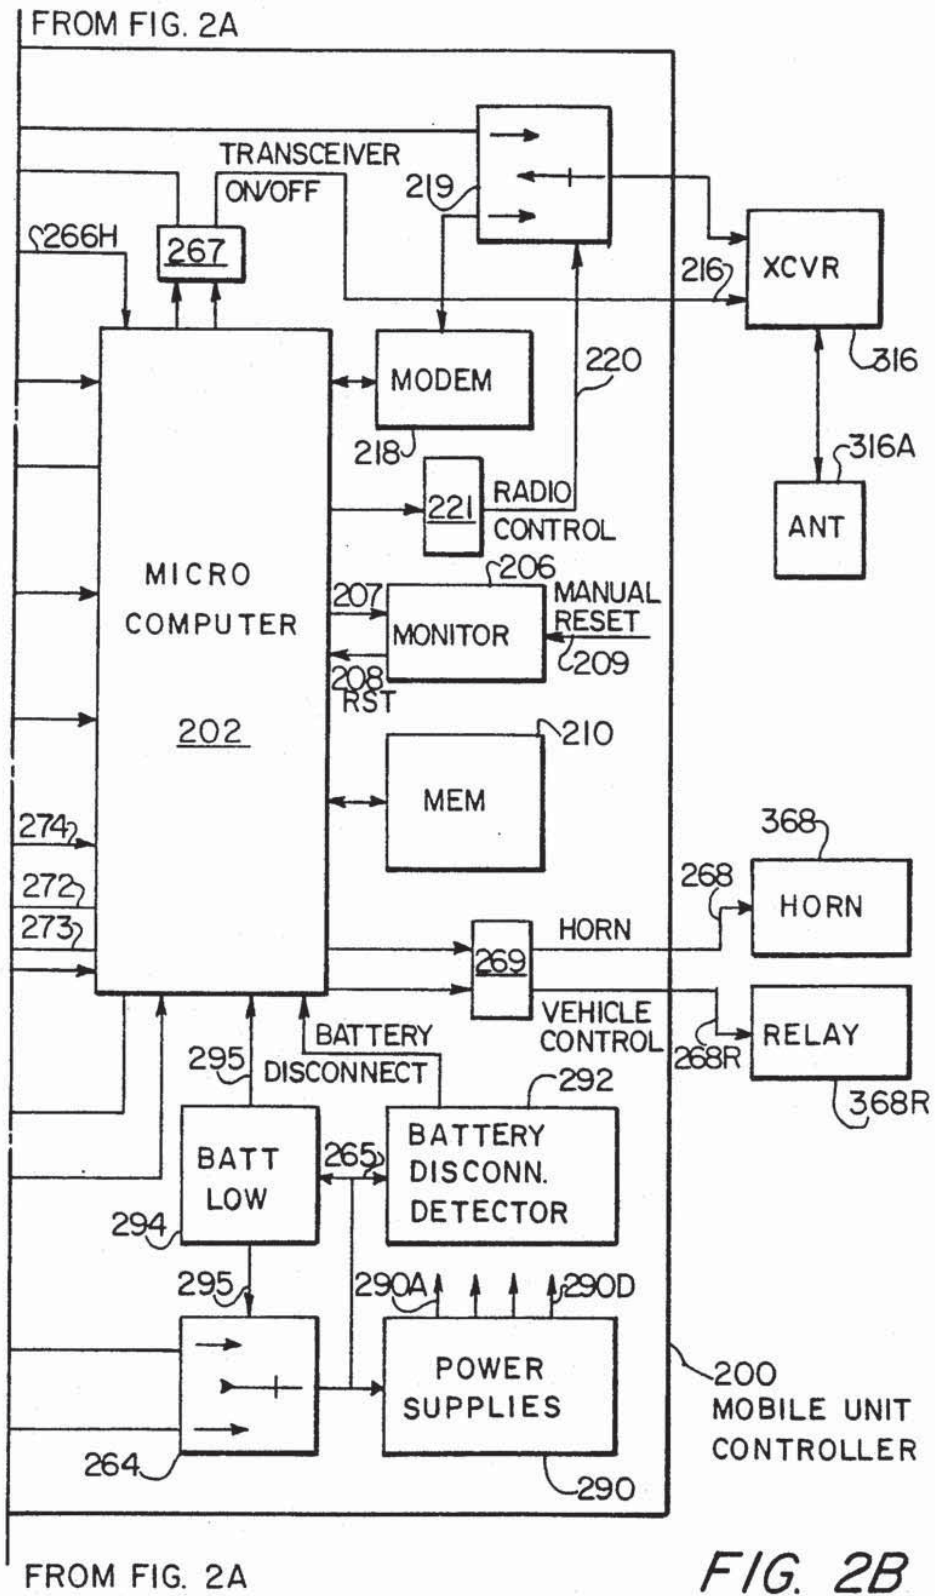 FROM FIG. 2A
TRANSCEIVER
ON/OFF
219
266H
267
216
XCVR
316
MODEM
218
220
316A
ANT
221
RADIO
CONTROL
206
207
MANUAL
RESET
MONITOR
209
208
RST
MICRO
COMPUTER
202
210
MEM
274
272
273
368
268
HORN
HORN
269
VEHICLE
CONTROL
268R
RELAY
368R
BATTERY
DISCONNECT
295
292
BATT
LOW
265
BATTERY
DISCONN.
DETECTOR
294
295
290A
290D
POWER
SUPPLIES
264
290
200
MOBILE UNIT
CONTROLLER
FROM FIG. 2A
FIG. 2B